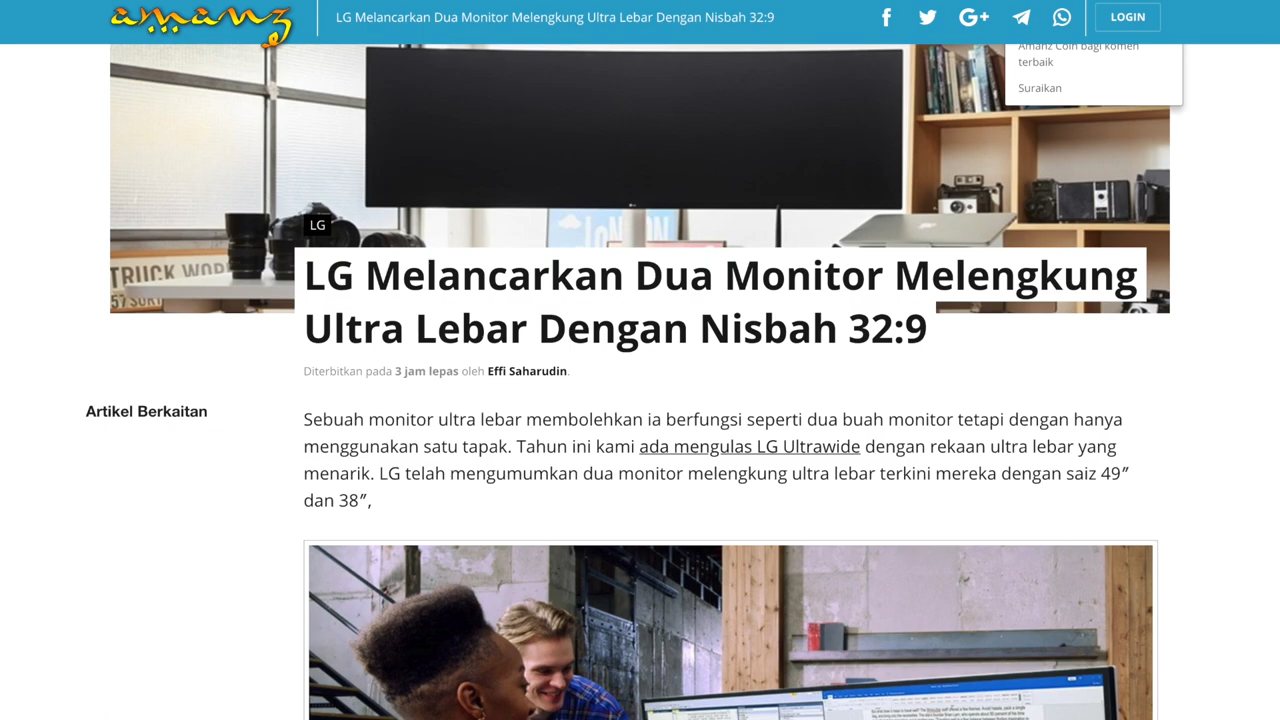 amanz
LG Melancarkan Dua Monitor Melengkung Ultra Lebar Dengan Nisbah 32:9
LOGIN
Amanz Coin bagi komen
terbaik
Suraikan
LG
LG Melancarkan Dua Monitor Melengkung
Ultra Lebar Dengan Nisbah 32:9
Diterbitkan pada 3 jam lepas oleh Effi Saharudin.
Artikel Berkaitan
Sebuah monitor ultra lebar membolehkan ia berfungsi seperti dua buah monitor tetapi dengan hanya
menggunakan satu tapak. Tahun ini kami ada mengulas LG Ultrawide dengan rekaan ultra lebar yang
menarik. LG telah mengumumkan dua monitor melengkung ultra lebar terkini mereka dengan saiz 49″
dan 38″,